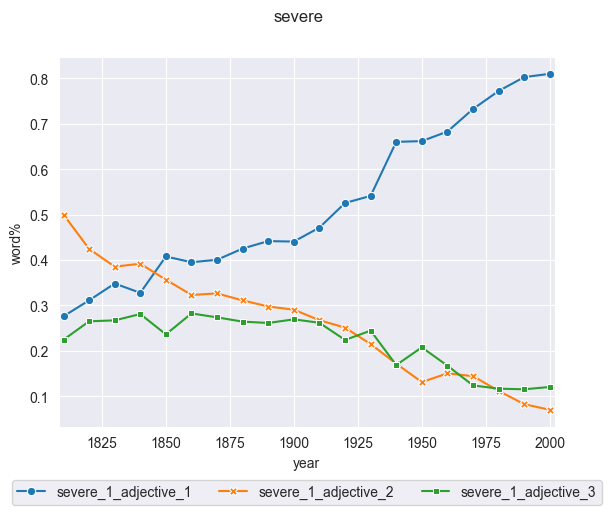 severe
0.8
0.7
0.6
0.5
0.4
0.3
0.2
0.1
word%
1825 1850 1875 1900 1925 1950 1975 2000
year
severe_1_adjective_1 severe_1_adjective_2 severe_1_adjective_3